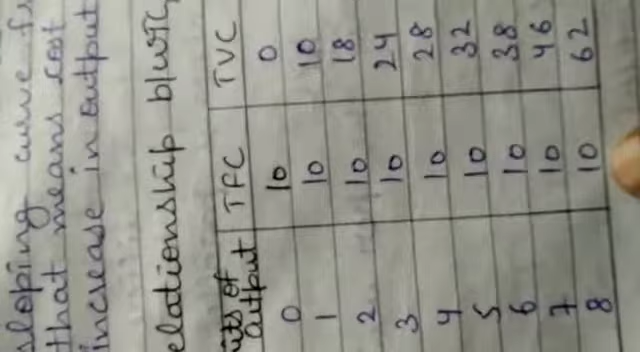 sloping curve f
that means cost
increase in output
elationship b/w TC,
its of output TFC TVC
0 10 0
1 10 10
2 10 18
3 10 24
4 10 28
5 10 32
6 10 38
7 10 46
8 10 62